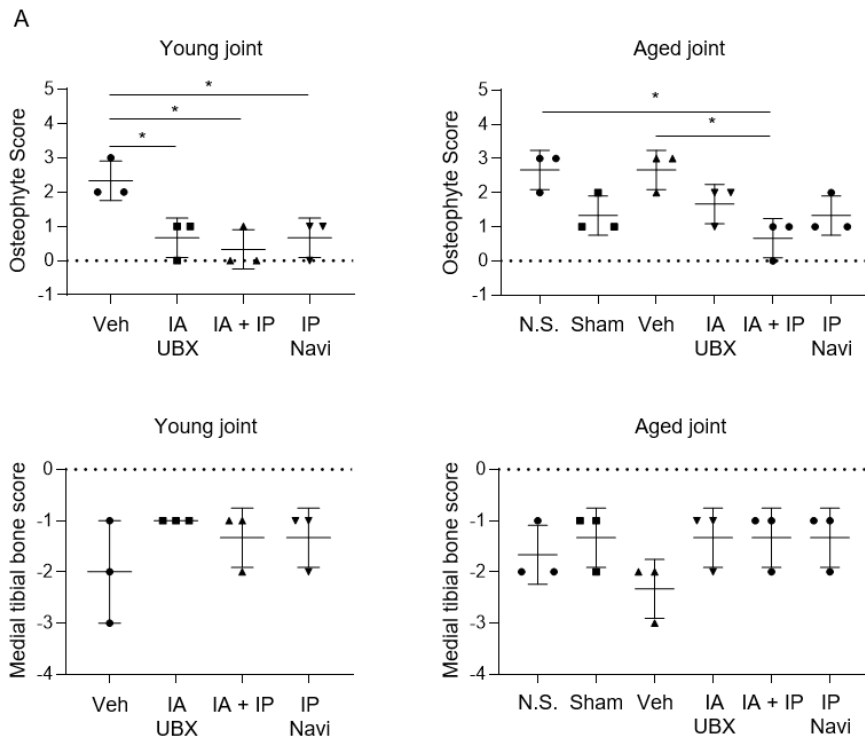 A
Young joint
Osteophyte Score
5
4
3
2
1
0
-1
*
*
*
Veh IA UBX IA + IP IP Navi
Aged joint
Osteophyte Score
5
4
3
2
1
0
-1
*
*
N.S. Sham Veh IA UBX IA + IP IP Navi
Young joint
Medial tibial bone score
0
-1
-2
-3
-4
Veh IA UBX IA + IP IP Navi
Aged joint
Medial tibial bone score
0
-1
-2
-3
-4
N.S. Sham Veh IA UBX IA + IP IP Navi